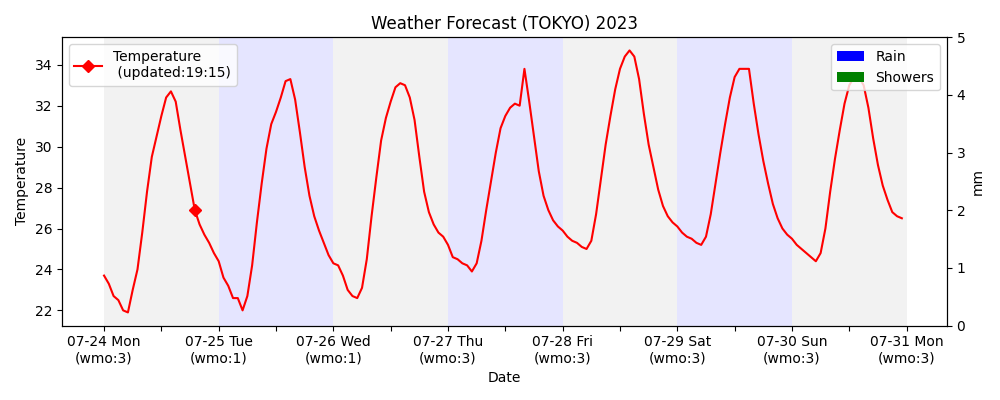 Weather Forecast (TOKYO) 2023
Temperature
(updated:19:15)
Rain
Showers
34
32
30
28
26
24
22
Temperature
5
4
3
2
1
0
mm
07-24 Mon
(wmo:3)
07-25 Tue
(wmo:1)
07-26 Wed
(wmo:1)
07-27 Thu
(wmo:3)
07-28 Fri
(wmo:3)
07-29 Sat
(wmo:3)
07-30 Sun
(wmo:3)
07-31 Mon
(wmo:3)
Date